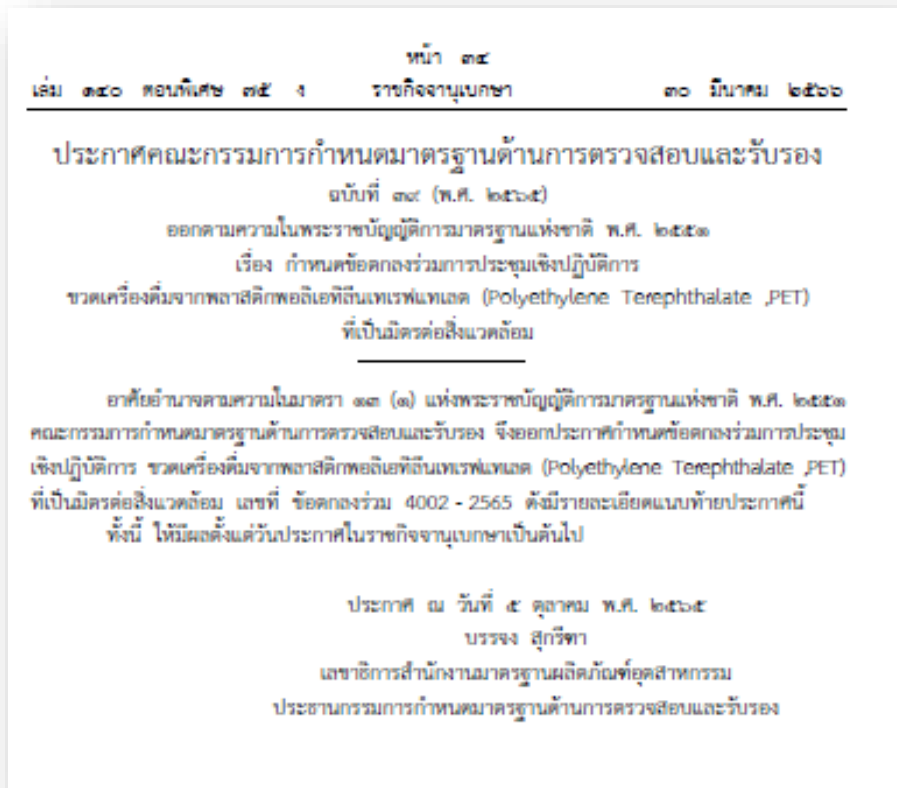 หน้า ๓๔
เล่ม ๑๔๐ ตอนพิเศษ ๗๕ ง ราชกิจจานุเบกษา ๓๐ มีนาคม ๒๕๖๖
ประกาศคณะกรรมการกำหนดมาตรฐานด้านการตรวจสอบและรับรอง
ฉบับที่ ๓๙ (พ.ศ. ๒๕๖๕)
ออกตามความในพระราชบัญญัติการมาตรฐานแห่งชาติ พ.ศ. ๒๕๕๑
เรื่อง กำหนดข้อตกลงร่วมการประชุมเชิงปฏิบัติการ
ขวดเครื่องดื่มจากพลาสติกพอลิเอทิลีนเทเรฟแทเลต (Polyethylene Terephthalate ,PET)
ที่เป็นมิตรต่อสิ่งแวดล้อม
อาศัยอำนาจตามความในมาตรา ๑๓ (๑) แห่งพระราชบัญญัติการมาตรฐานแห่งชาติ พ.ศ. ๒๕๕๑
คณะกรรมการกำหนดมาตรฐานด้านการตรวจสอบและรับรอง จึงออกประกาศกำหนดข้อตกลงร่วมการประชุม
เชิงปฏิบัติการ ขวดเครื่องดื่มจากพลาสติกพอลิเอทิลีนเทเรฟแทเลต (Polyethylene Terephthalate ,PET)
ที่เป็นมิตรต่อสิ่งแวดล้อม เลขที่ ข้อตกลงร่วม 4002 - 2565 ดังมีรายละเอียดแนบท้ายประกาศนี้
ทั้งนี้ ให้มีผลตั้งแต่วันประกาศในราชกิจจานุเบกษาเป็นต้นไป
ประกาศ ณ วันที่ ๕ ตุลาคม พ.ศ. ๒๕๖๕
บรรจง สุกรีฑา
เลขาธิการสำนักงานมาตรฐานผลิตภัณฑ์อุตสาหกรรม
ประธานกรรมการกำหนดมาตรฐานด้านการตรวจสอบและรับรอง